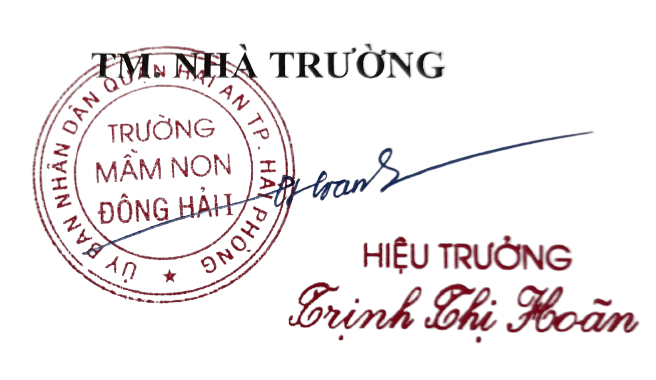 TM. NHÀ TRƯỜNG
ỦY BAN NHÂN DÂN QUẬN HẢI AN TP. HẢI PHÒNG
TRƯỜNG
MẦM NON
ĐÔNG HẢI I
HIỆU TRƯỞNG
Trịnh Thị Hoãn